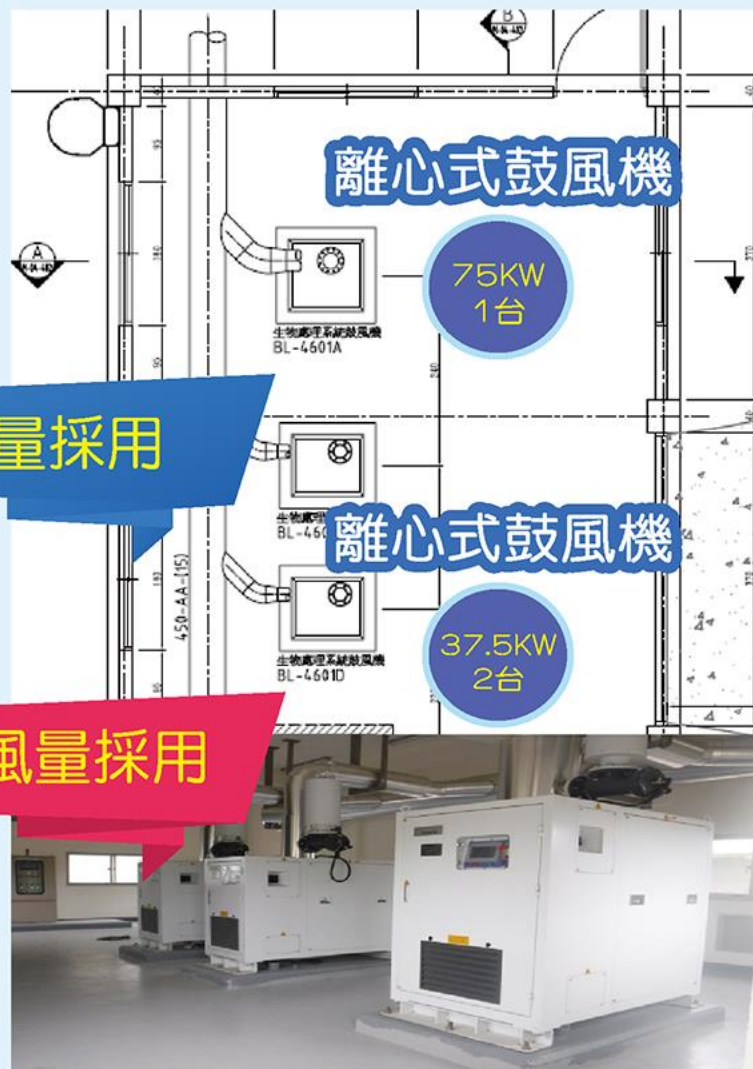 B
離心式鼓風機
75KW
1台
A
生物處理系統鼓風機
BL-4601A
240
量採用
離心式鼓風機
450-AA-(15)
生物處理系統鼓風機
BL-4601D
37.5KW
2台
風量採用